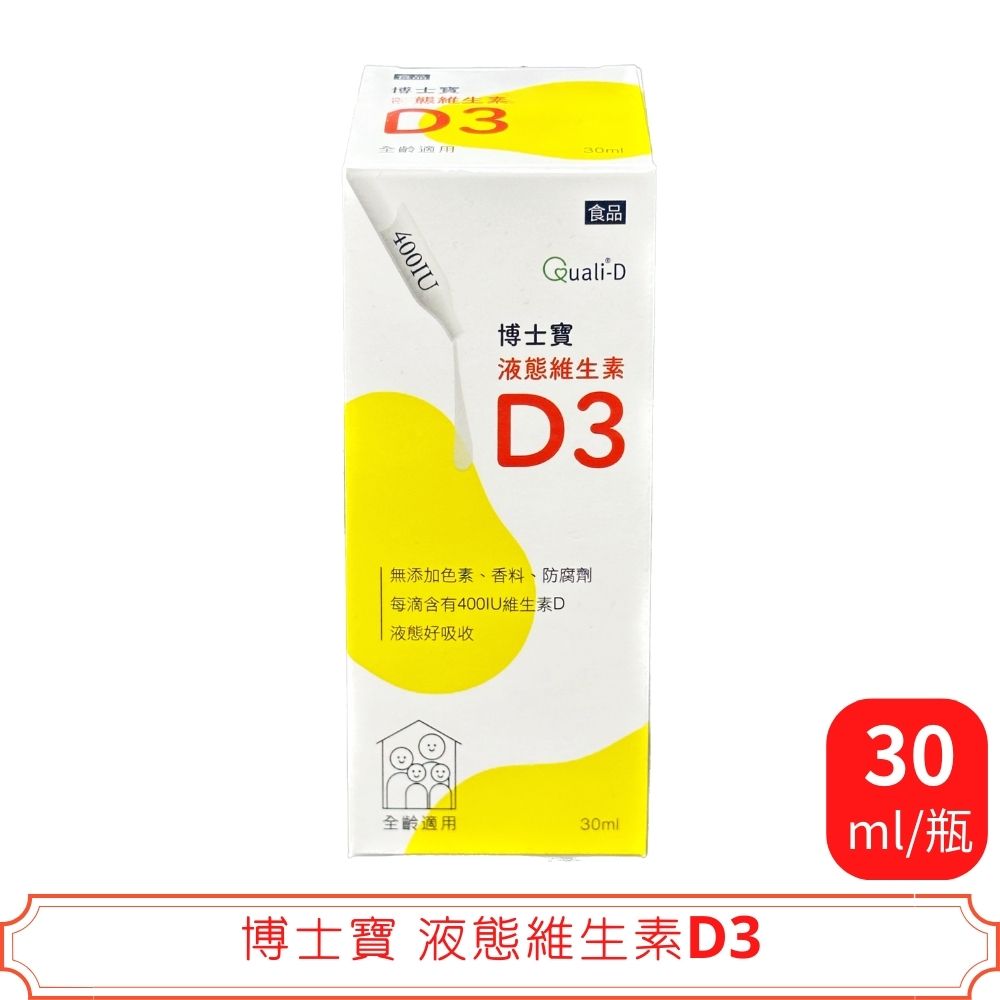 食品
博士寶
液態維生素
D3
全齡適用
30ml
400IU
食品
Quali®-D
博士寶
液態維生素
D3
無添加色素、香料、防腐劑
每滴含有400IU維生素D
液態好吸收
全齡適用
30ml
30
ml/瓶
博士寶 液態維生素D3